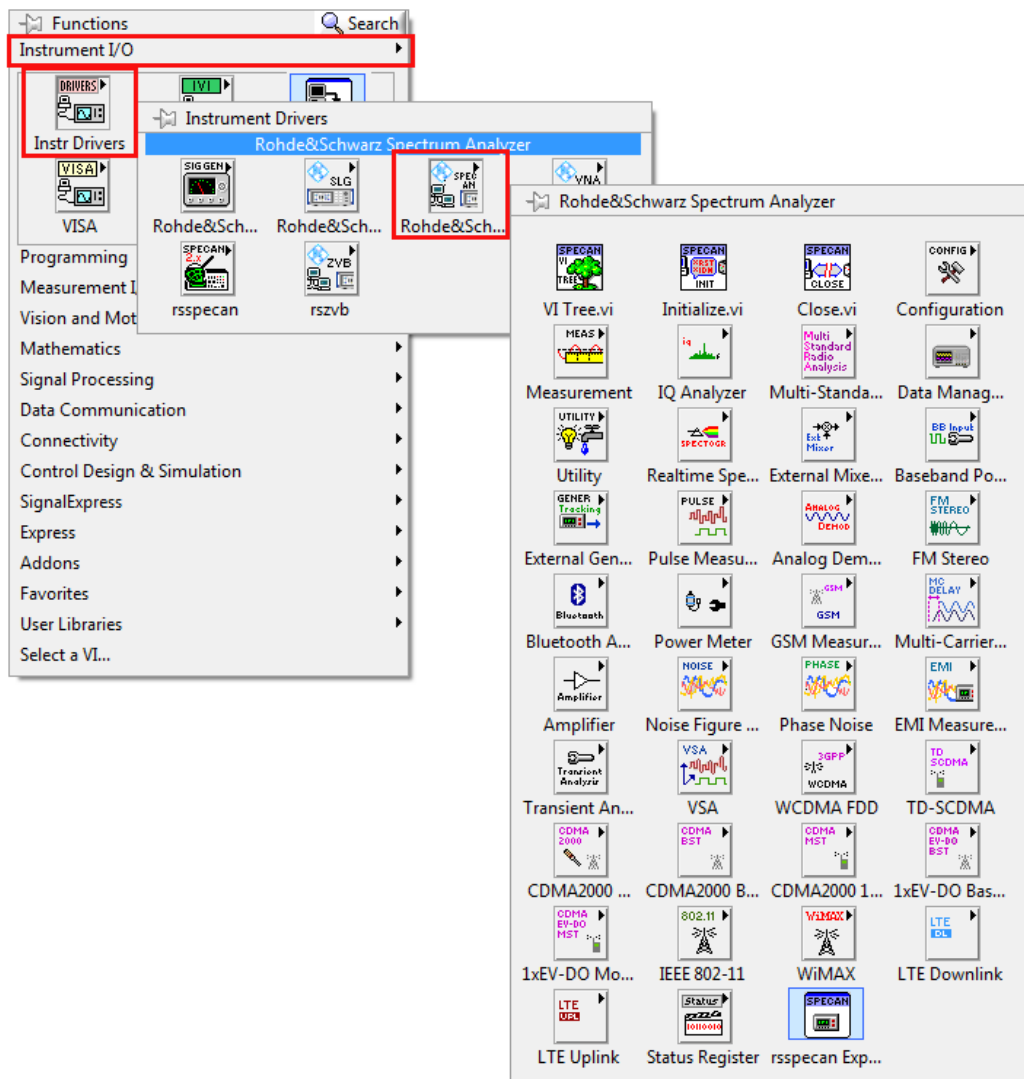 Functions
Search
Instrument I/O
DRIVERS
IVI
Instr Drivers
VISA
VISA
Programming
Measurement I
Vision and Mot
Mathematics
Signal Processing
Data Communication
Connectivity
Control Design & Simulation
SignalExpress
Express
Addons
Favorites
User Libraries
Select a VI...
Instrument Drivers
Rohde&Schwarz Spectrum Analyzer
SIG GEN
SLG
SPEC AN
VNA
Rohde&Sch...
Rohde&Sch...
Rohde&Sch...
SPECAN 2.x
ZVB
rsspecan
rszvb
Rohde&Schwarz Spectrum Analyzer
SPECAN VI TREE
SPECAN *RST *IDN INIT
SPECAN CLOSE
CONFIG
VI Tree.vi
Initialize.vi
Close.vi
Configuration
MEAS
iq
Multi Standard Radio Analysis
Measurement
IQ Analyzer
Multi-Standa...
Data Manag...
UTILITY
SPECTOGR
Ext Mixer
BB Input
Utility
Realtime Spe...
External Mixe...
Baseband Po...
GENER Tracking
PULSE
ANALOG DEMOD
FM STEREO
External Gen...
Pulse Measu...
Analog Dem...
FM Stereo
Bluetooth
GSM GSM
MC DELAY
Bluetooth A...
Power Meter
GSM Measur...
Multi-Carrier...
Amplifier
NOISE
PHASE
EMI
Amplifier
Noise Figure ...
Phase Noise
EMI Measure...
Transient Analysis
VSA
3GPP WCDMA
TD SCDMA
Transient An...
VSA
WCDMA FDD
TD-SCDMA
CDMA 2000
CDMA BST
CDMA MST
CDMA EV-DO BST
CDMA2000 ...
CDMA2000 B...
CDMA2000 1...
1xEV-DO Bas...
CDMA EV-DO MST
802.11
WiMAX
LTE DL
1xEV-DO Mo...
IEEE 802-11
WiMAX
LTE Downlink
LTE UPL
Status 10110010
SPECAN
LTE Uplink
Status Register
rsspecan Exp...